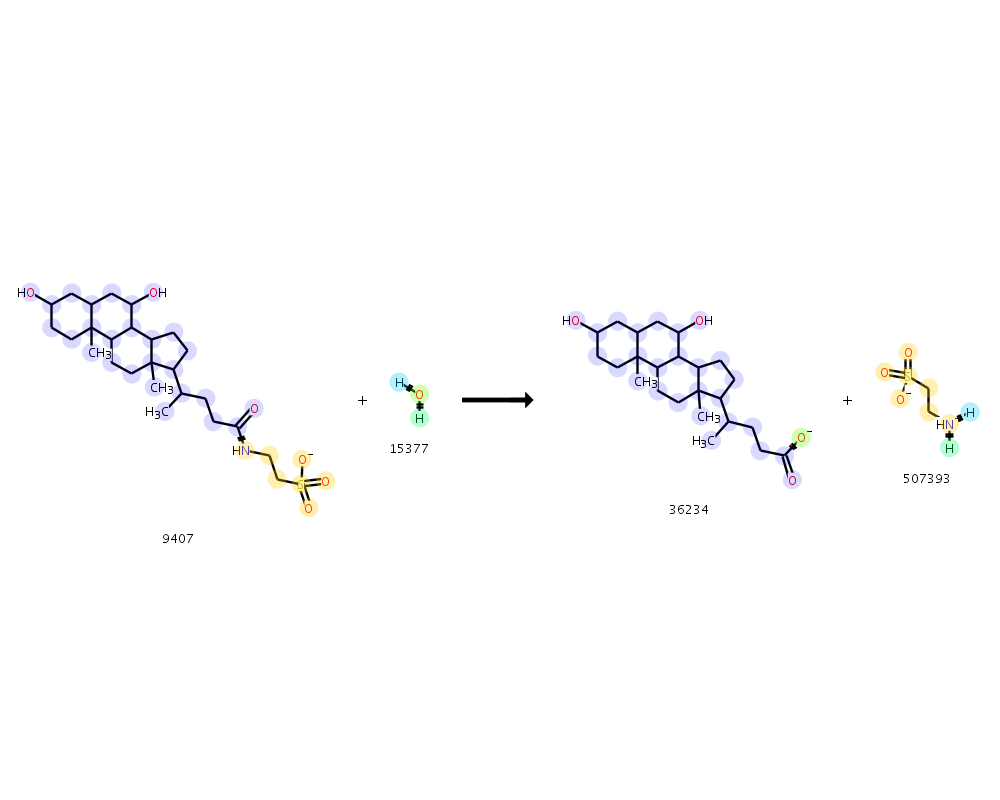 HO OH
CH3
CH3
H3C
O
HN
O−
S O
O
9407
+
H
O
H
15377
HO OH
CH3
CH3
H3C
O−
O
36234
+
O
O S
O−
HN+ H
H
507393